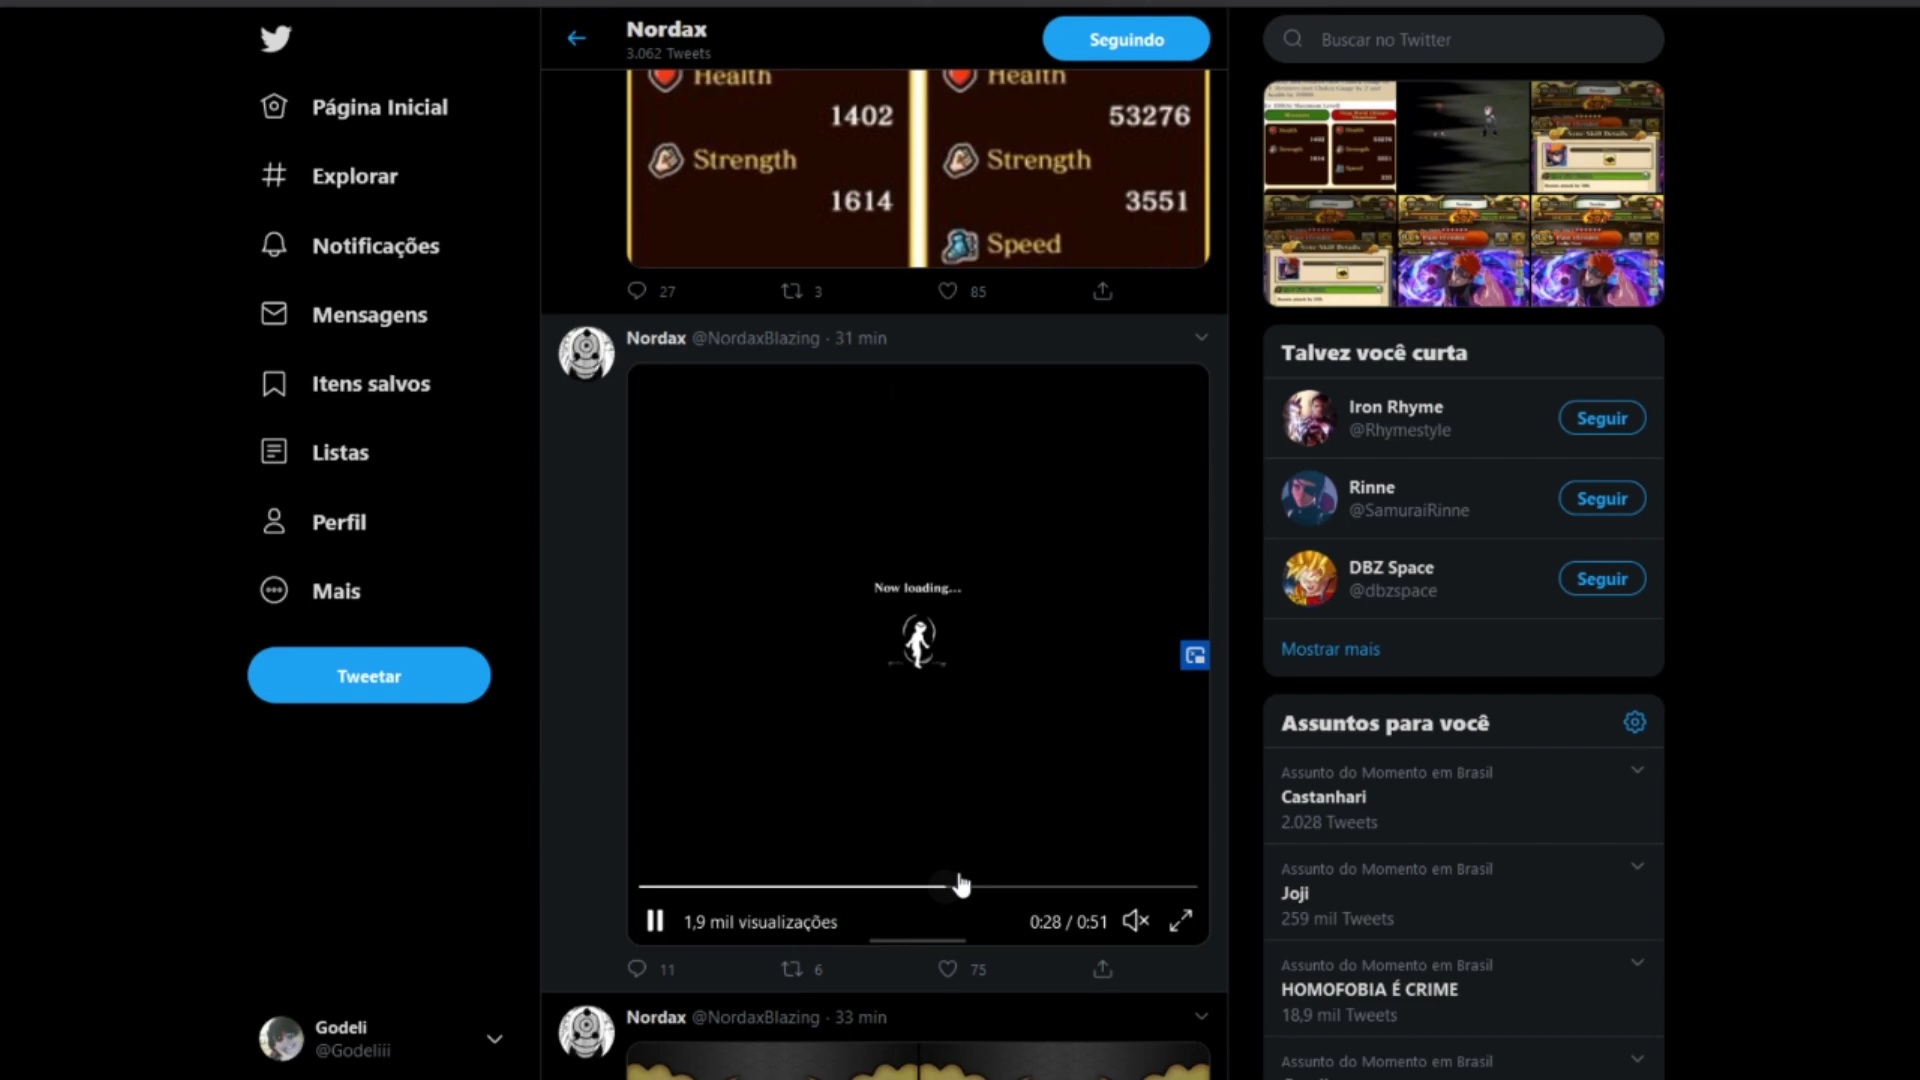 Página Inicial
Explorar
Notificações
Mensagens
Itens salvos
Listas
Perfil
Mais
Tweetar
Godeli
@Godeliii
Nordax
3.062 Tweets
Seguindo
Health
1402
Strength
1614
Health
53276
Strength
3551
Speed
27
3
85
Nordax @NordaxBlazing · 31 min
Now loading...
1,9 mil visualizações
0:28 / 0:51
11
6
75
Nordax @NordaxBlazing · 33 min
Buscar no Twitter
Talvez você curta
Iron Rhyme
@Rhymestyle
Seguir
Rinne
@SamuraiRinne
Seguir
DBZ Space
@dbzspace
Seguir
Mostrar mais
Assuntos para você
Assunto do Momento em Brasil
Castanhari
2.028 Tweets
Assunto do Momento em Brasil
Joji
259 mil Tweets
Assunto do Momento em Brasil
HOMOFOBIA É CRIME
18,9 mil Tweets
Assunto do Momento em Brasil